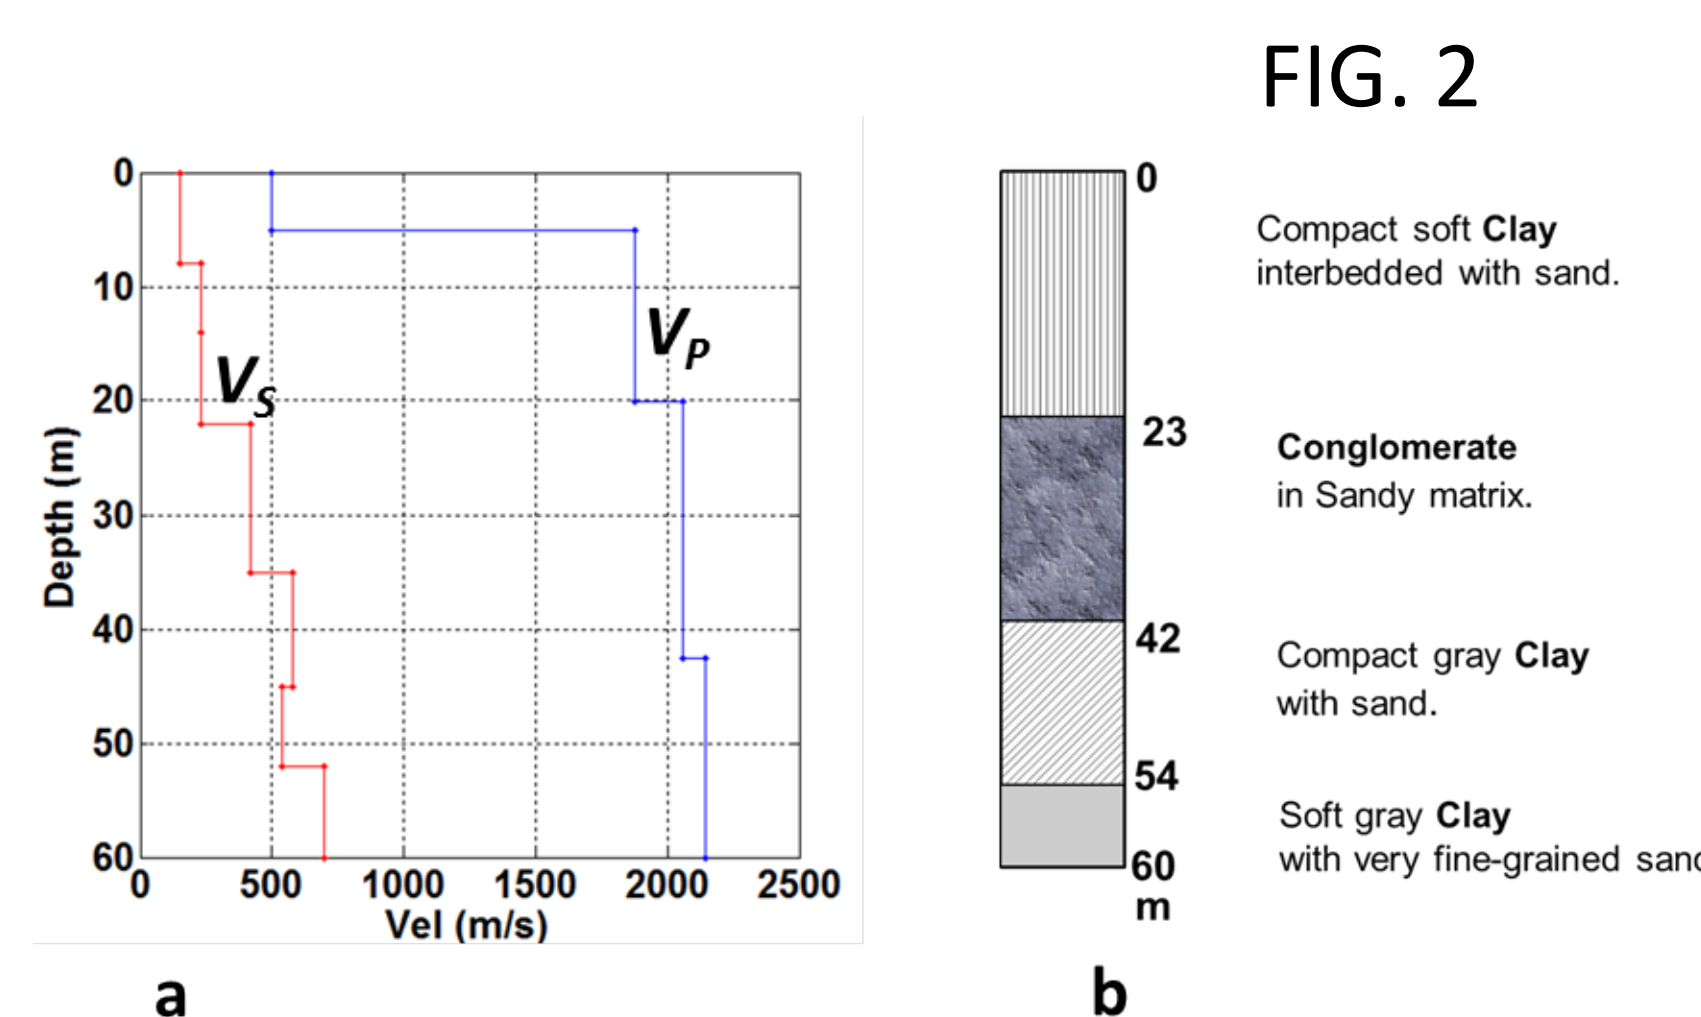 FIG. 2
0
10
20
30
40
50
60
Depth (m)
VS
VP
0 500 1000 1500 2000 2500
Vel (m/s)
a
0
Compact soft Clay
interbedded with sand.
23
Conglomerate
in Sandy matrix.
42
Compact gray Clay
with sand.
54
Soft gray Clay
with very fine-grained
60
m
b